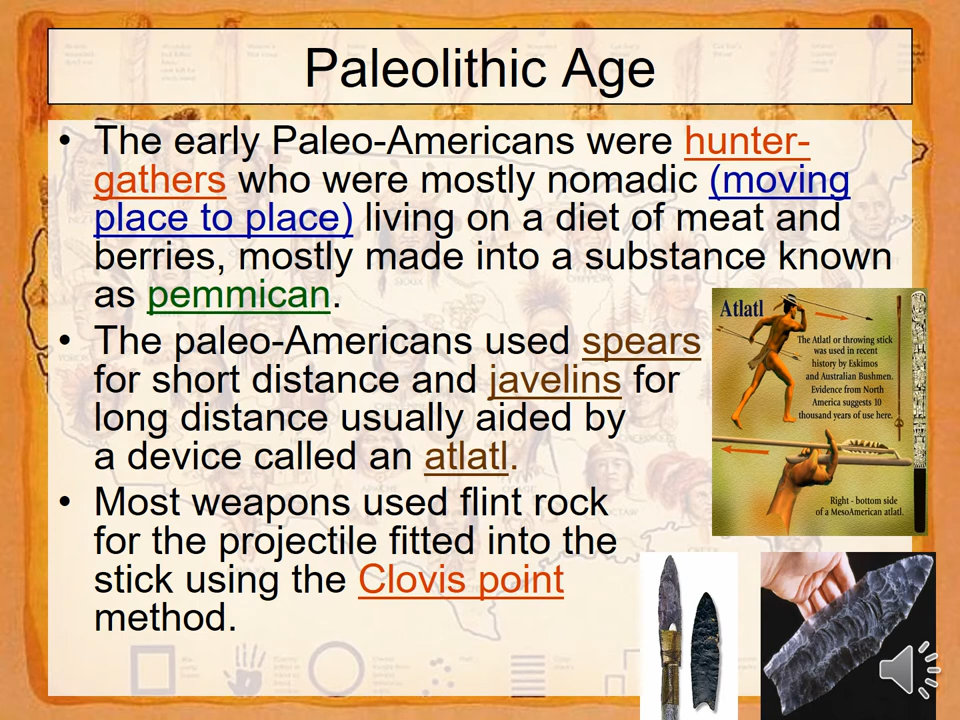 Paleolithic Age
• The early Paleo-Americans were hunter-
gathers who were mostly nomadic (moving
place to place) living on a diet of meat and
berries, mostly made into a substance known
as pemmican.
• The paleo-Americans used spears
for short distance and javelins for
long distance usually aided by
a device called an atlatl.
• Most weapons used flint rock
for the projectile fitted into the
stick using the Clovis point
method.
Atlatl
The Atlatl or throwing stick
was used in recent
history by Eskimos
and Australian Bushmen.
Evidence from North
America suggests 10
thousand years of use here.
Right - bottom side
of a MesoAmerican atlatl.